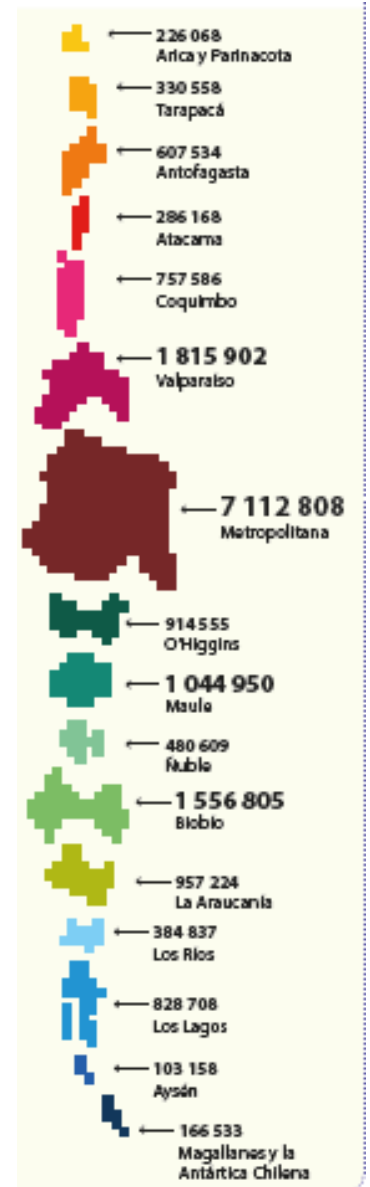 226 068
Arica y Parinacota
330 558
Tarapacá
607 534
Antofagasta
286 168
Atacama
757 586
Coquimbo
1 815 902
Valparaíso
7 112 808
Metropolitana
914 555
O'Higgins
1 044 950
Maule
480 609
Ñuble
1 556 805
Biobío
957 224
La Araucanía
384 837
Los Ríos
828 708
Los Lagos
103 158
Aysén
166 533
Magallanes y la
Antártica Chilena